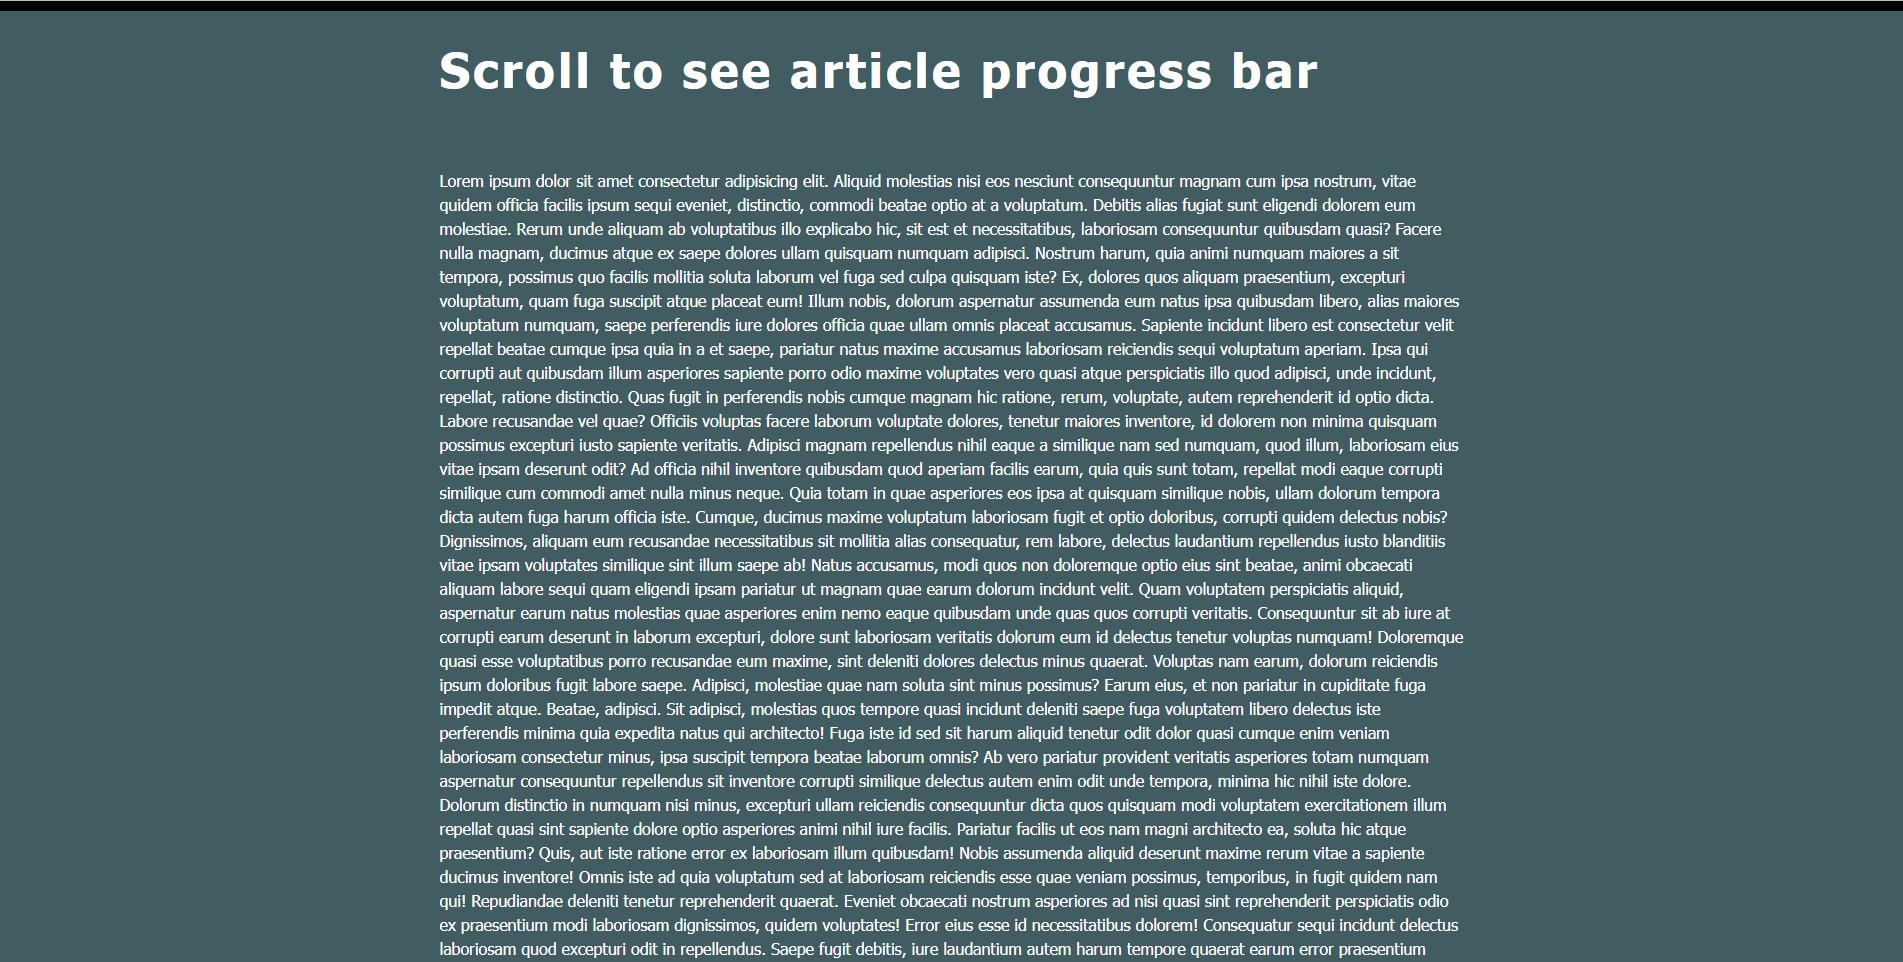 Scroll to see article progress bar
Lorem ipsum dolor sit amet consectetur adipisicing elit. Aliquid molestias nisi eos nesciunt consequuntur magnam cum ipsa nostrum, vitae
quidem officia facilis ipsum sequi eveniet, distinctio, commodi beatae optio at a voluptatum. Debitis alias fugiat sunt eligendi dolorem eum
molestiae. Rerum unde aliquam ab voluptatibus illo explicabo hic, sit est et necessitatibus, laboriosam consequuntur quibusdam quasi? Facere
nulla magnam, ducimus atque ex saepe dolores ullam quisquam numquam adipisci. Nostrum harum, quia animi numquam maiores a sit
tempora, possimus quo facilis mollitia soluta laborum vel fuga sed culpa quisquam iste? Ex, dolores quos aliquam praesentium, excepturi
voluptatum, quam fuga suscipit atque placeat eum! Illum nobis, dolorum aspernatur assumenda eum natus ipsa quibusdam libero, alias maiores
voluptatum numquam, saepe perferendis iure dolores officia quae ullam omnis placeat accusamus. Sapiente incidunt libero est consectetur velit
repellat beatae cumque ipsa quia in a et saepe, pariatur natus maxime accusamus laboriosam reiciendis sequi voluptatum aperiam. Ipsa qui
corrupti aut quibusdam illum asperiores sapiente porro odio maxime voluptates vero quasi atque perspiciatis illo quod adipisci, unde incidunt,
repellat, ratione distinctio. Quas fugit in perferendis nobis cumque magnam hic ratione, rerum, voluptate, autem reprehenderit id optio dicta.
Labore recusandae vel quae? Officiis voluptas facere laborum voluptate dolores, tenetur maiores inventore, id dolorem non minima quisquam
possimus excepturi iusto sapiente veritatis. Adipisci magnam repellendus nihil eaque a similique nam sed numquam, quod illum, laboriosam eius
vitae ipsam deserunt odit? Ad officia nihil inventore quibusdam quod aperiam facilis earum, quia quis sunt totam, repellat modi eaque corrupti
similique cum commodi amet nulla minus neque. Quia totam in quae asperiores eos ipsa at quisquam similique nobis, ullam dolorum tempora
dicta autem fuga harum officia iste. Cumque, ducimus maxime voluptatum laboriosam fugit et optio doloribus, corrupti quidem delectus nobis?
Dignissimos, aliquam eum recusandae necessitatibus sit mollitia alias consequatur, rem labore, delectus laudantium repellendus iusto blanditiis
vitae ipsam voluptates similique sint illum saepe ab! Natus accusamus, modi quos non doloremque optio eius sint beatae, animi obcaecati
aliquam labore sequi quam eligendi ipsam pariatur ut magnam quae earum dolorum incidunt velit. Quam voluptatem perspiciatis aliquid,
aspernatur earum natus molestias quae asperiores enim nemo eaque quibusdam unde quas quos corrupti veritatis. Consequuntur sit ab iure at
corrupti earum deserunt in laborum excepturi, dolore sunt laboriosam veritatis dolorum eum id delectus tenetur voluptas numquam! Doloremque
quasi esse voluptatibus porro recusandae eum maxime, sint deleniti dolores delectus minus quaerat. Voluptas nam earum, dolorum reiciendis
ipsum doloribus fugit labore saepe. Adipisci, molestiae quae nam soluta sint minus possimus? Earum eius, et non pariatur in cupiditate fuga
impedit atque. Beatae, adipisci. Sit adipisci, molestias quos tempore quasi incidunt deleniti saepe fuga voluptatem libero delectus iste
perferendis minima quia expedita natus qui architecto! Fuga iste id sed sit harum aliquid tenetur odit dolor quasi cumque enim veniam
laboriosam consectetur minus, ipsa suscipit tempora beatae laborum omnis? Ab vero pariatur provident veritatis asperiores totam numquam
aspernatur consequuntur repellendus sit inventore corrupti similique delectus autem enim odit unde tempora, minima hic nihil iste dolore.
Dolorum distinctio in numquam nisi minus, excepturi ullam reiciendis consequuntur dicta quos quisquam modi voluptatem exercitationem illum
repellat quasi sint sapiente dolore optio asperiores animi nihil iure facilis. Pariatur facilis ut eos nam magni architecto ea, soluta hic atque
praesentium? Quis, aut iste ratione error ex laboriosam illum quibusdam! Nobis assumenda aliquid deserunt maxime rerum vitae a sapiente
ducimus inventore! Omnis iste ad quia voluptatum sed at laboriosam reiciendis esse quae veniam possimus, temporibus, in fugit quidem nam
qui! Repudiandae deleniti tenetur reprehenderit quaerat. Eveniet obcaecati nostrum asperiores ad nisi quasi sint reprehenderit perspiciatis odio
ex praesentium modi laboriosam dignissimos, quidem voluptates! Error eius esse id necessitatibus dolorem! Consequatur sequi incidunt delectus
laboriosam quod excepturi odit in repellendus. Saepe fugit debitis, iure laudantium autem harum tempore quaerat earum error praesentium